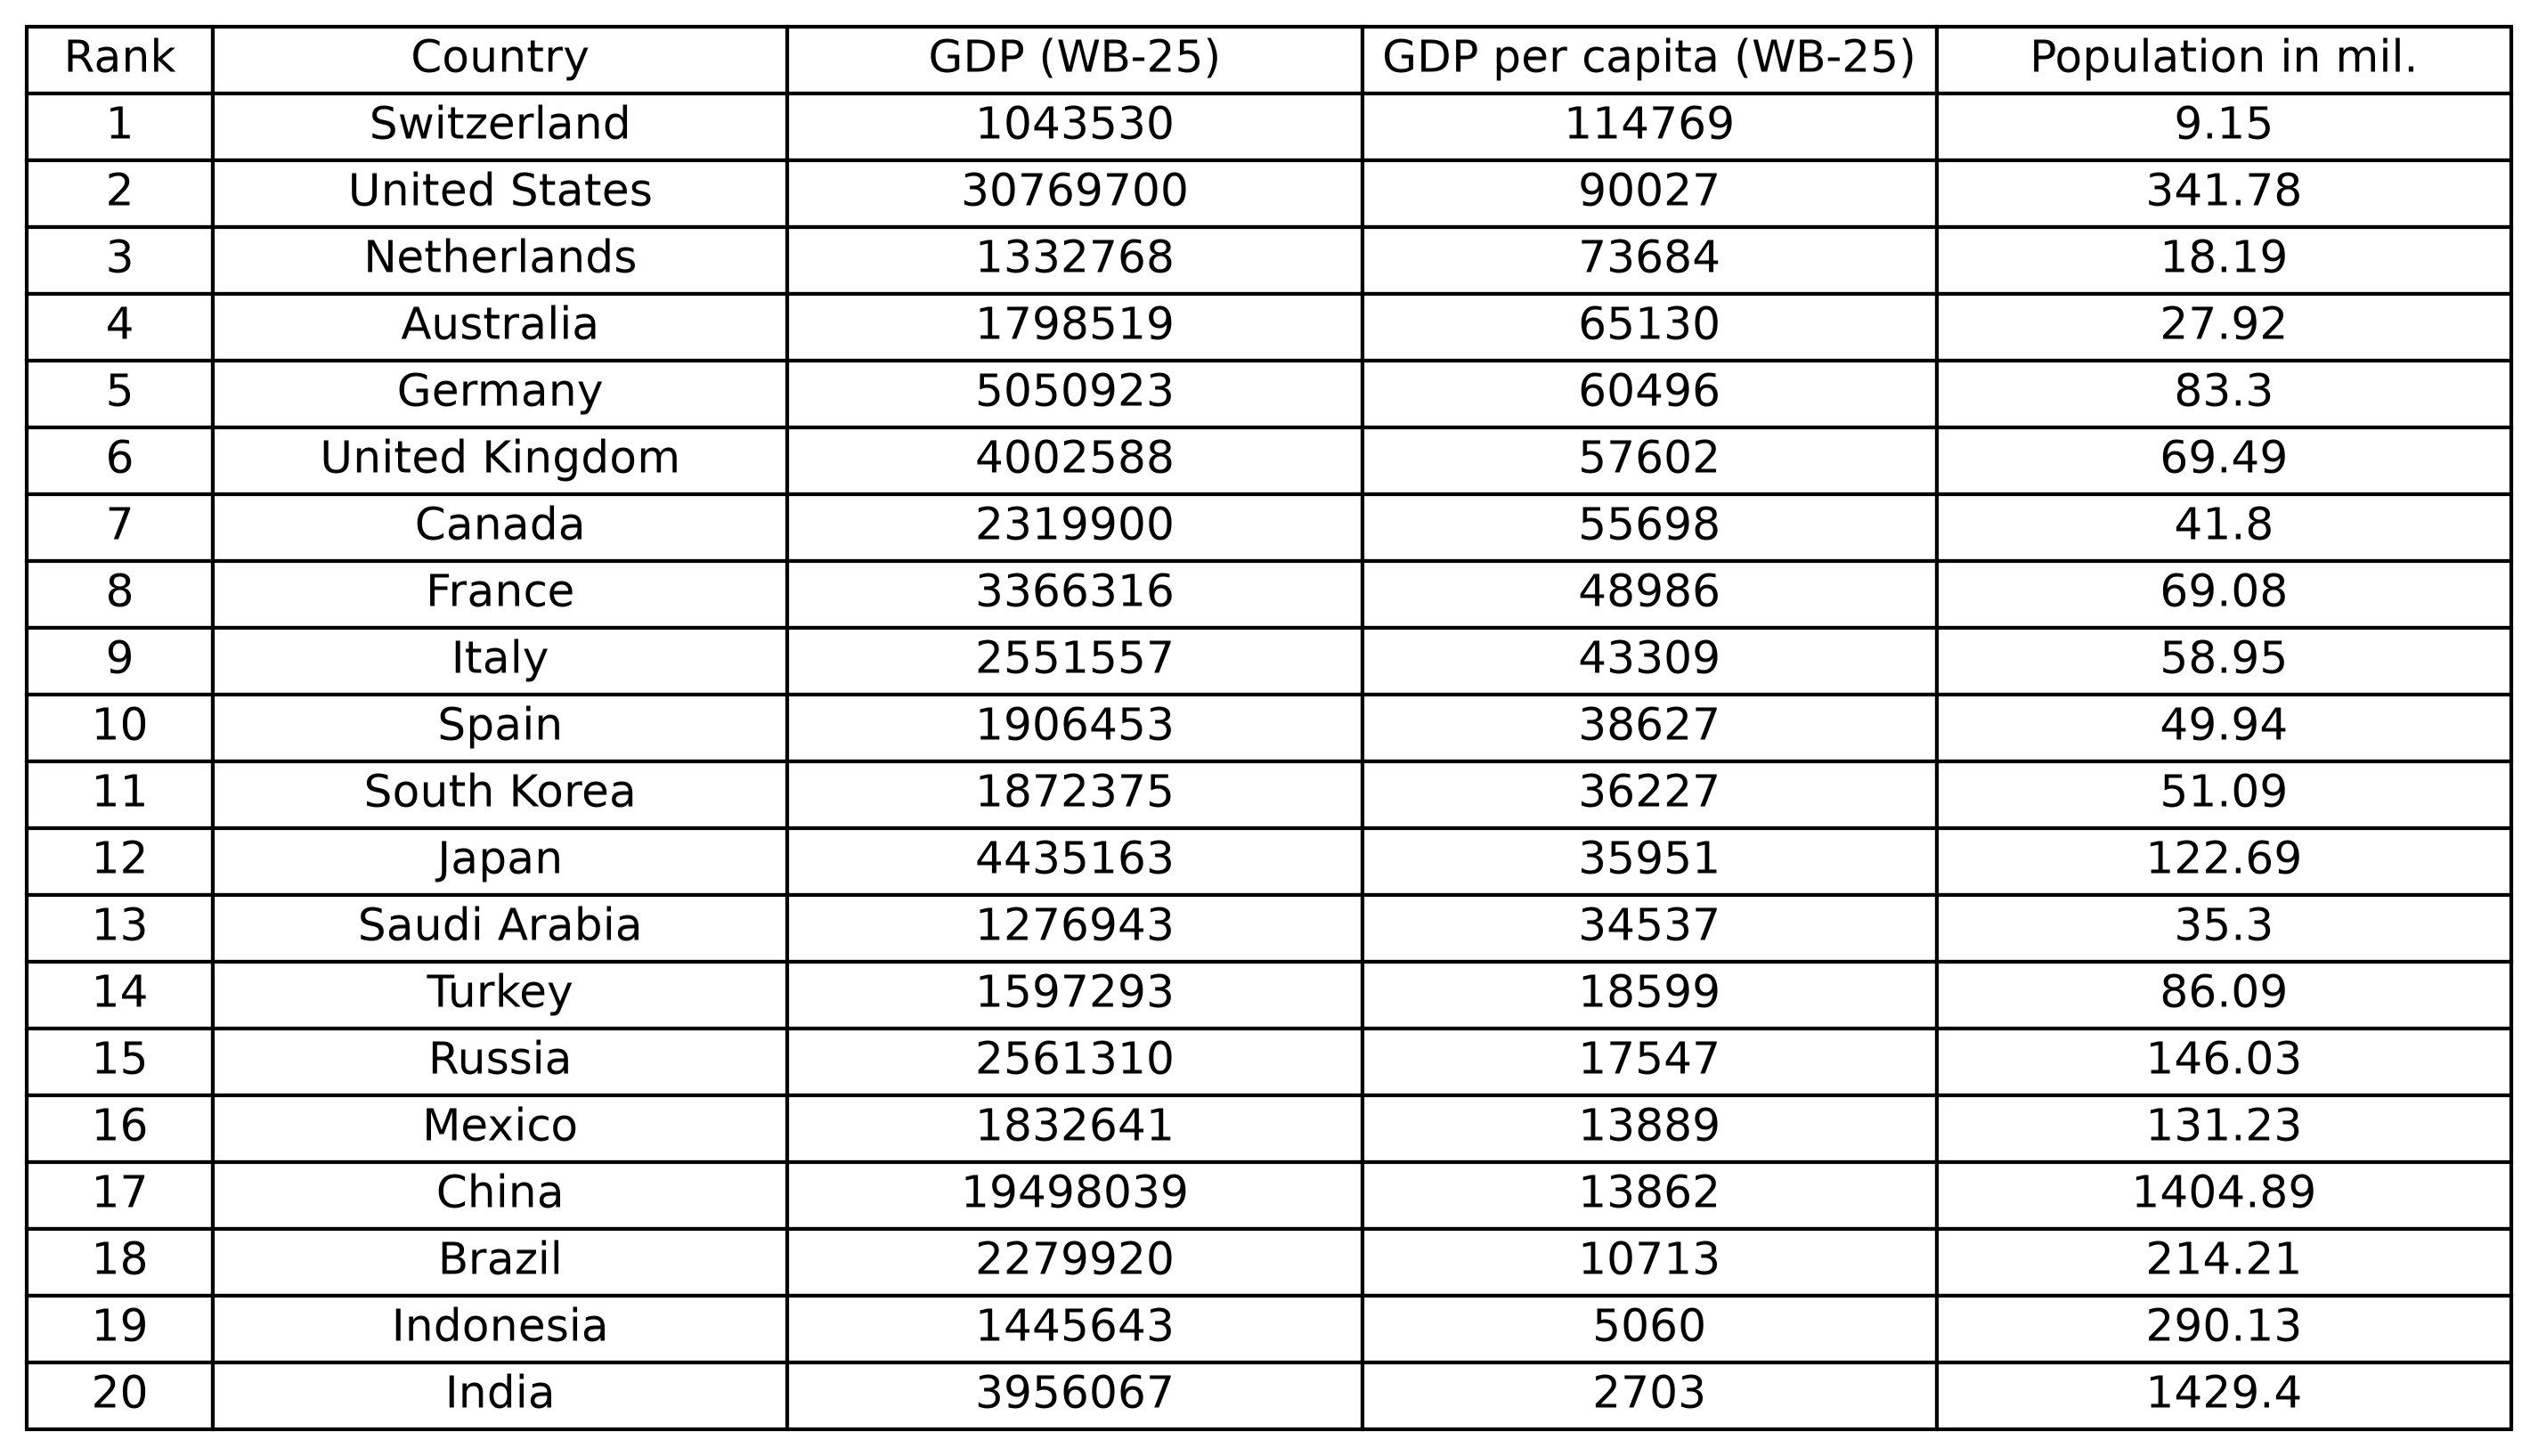 Rank Country GDP (WB-25) GDP per capita (WB-25) Population in mil.
1 Switzerland 1043530 114769 9.15
2 United States 30769700 90027 341.78
3 Netherlands 1332768 73684 18.19
4 Australia 1798519 65130 27.92
5 Germany 5050923 60496 83.3
6 United Kingdom 4002588 57602 69.49
7 Canada 2319900 55698 41.8
8 France 3366316 48986 69.08
9 Italy 2551557 43309 58.95
10 Spain 1906453 38627 49.94
11 South Korea 1872375 36227 51.09
12 Japan 4435163 35951 122.69
13 Saudi Arabia 1276943 34537 35.3
14 Turkey 1597293 18599 86.09
15 Russia 2561310 17547 146.03
16 Mexico 1832641 13889 131.23
17 China 19498039 13862 1404.89
18 Brazil 2279920 10713 214.21
19 Indonesia 1445643 5060 290.13
20 India 3956067 2703 1429.4